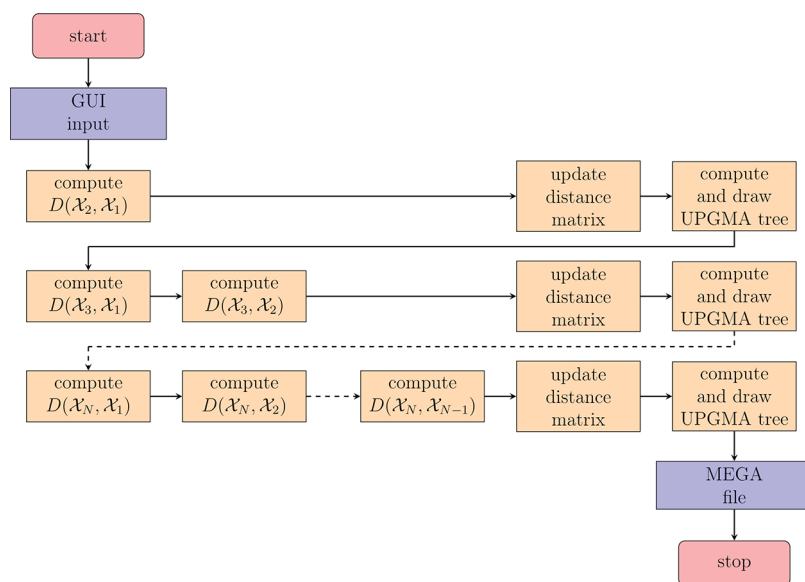 start
GUI
input
compute
D(𝒳₂, 𝒳₁)
update
distance
matrix
compute
and draw
UPGMA tree
compute
D(𝒳₃, 𝒳₁)
compute
D(𝒳₃, 𝒳₂)
update
distance
matrix
compute
and draw
UPGMA tree
compute
D(𝒳_N, 𝒳₁)
compute
D(𝒳_N, 𝒳₂)
compute
D(𝒳_N, 𝒳_{N−1})
update
distance
matrix
compute
and draw
UPGMA tree
MEGA
file
stop